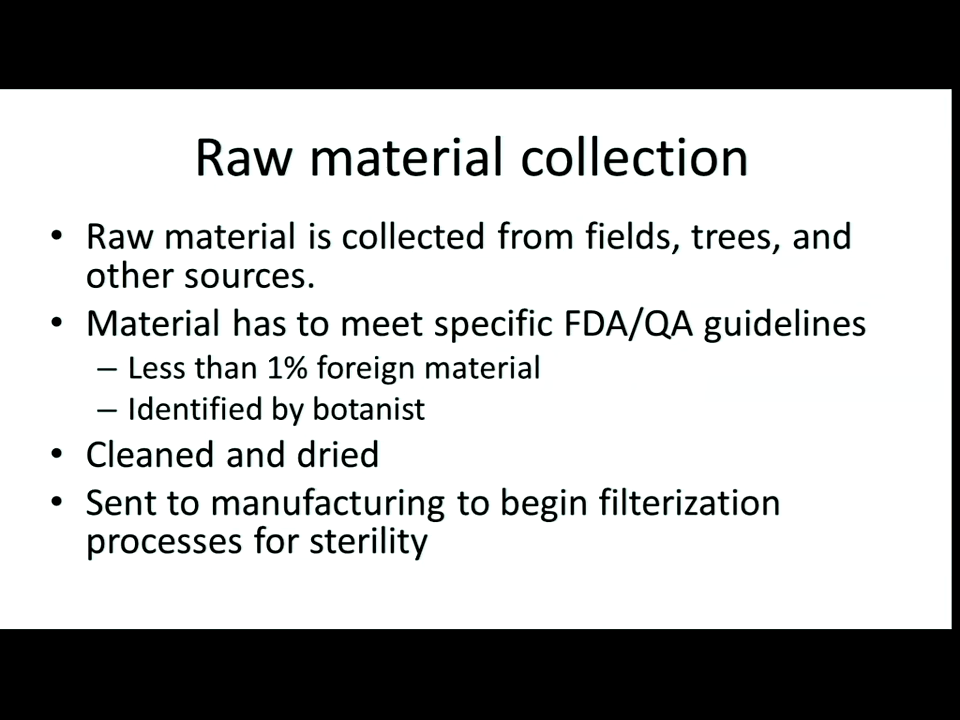 Raw material collection
• Raw material is collected from fields, trees, and
other sources.
• Material has to meet specific FDA/QA guidelines
– Less than 1% foreign material
– Identified by botanist
• Cleaned and dried
• Sent to manufacturing to begin filterization
processes for sterility